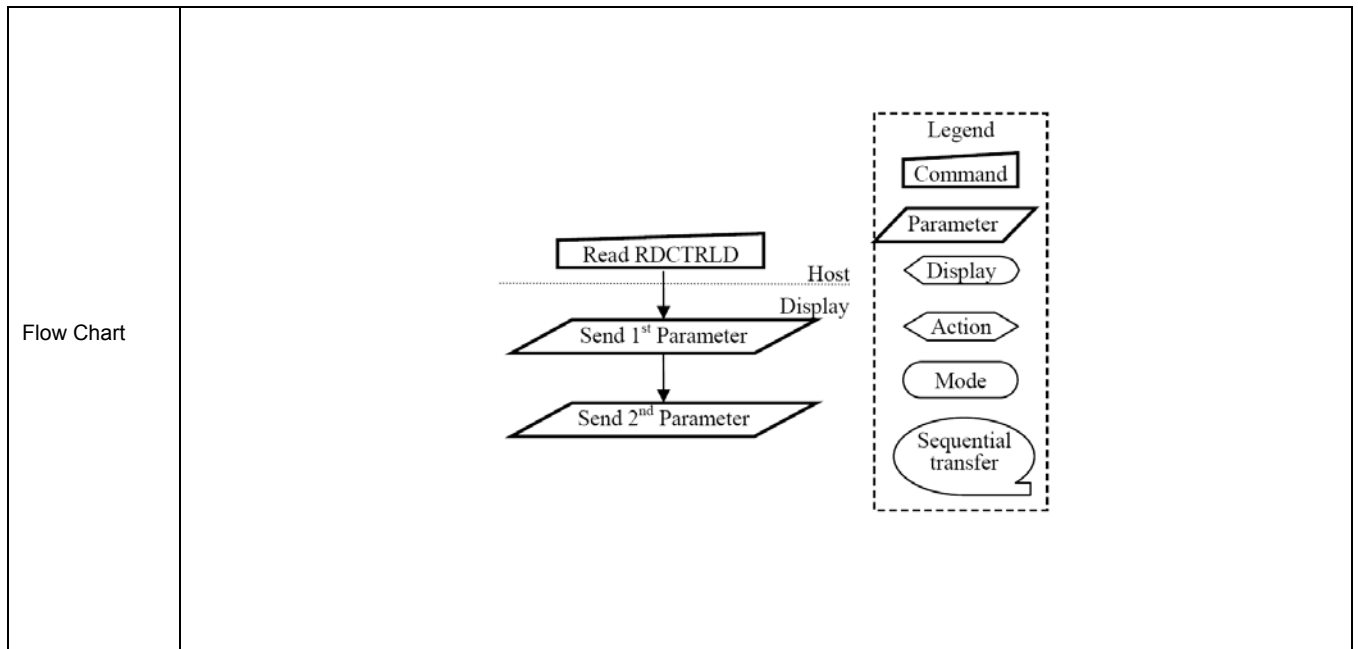 Flow Chart
Read RDCTRLD
Host
Display
Send 1st Parameter
Send 2nd Parameter
Legend
Command
Parameter
Display
Action
Mode
Sequential
transfer